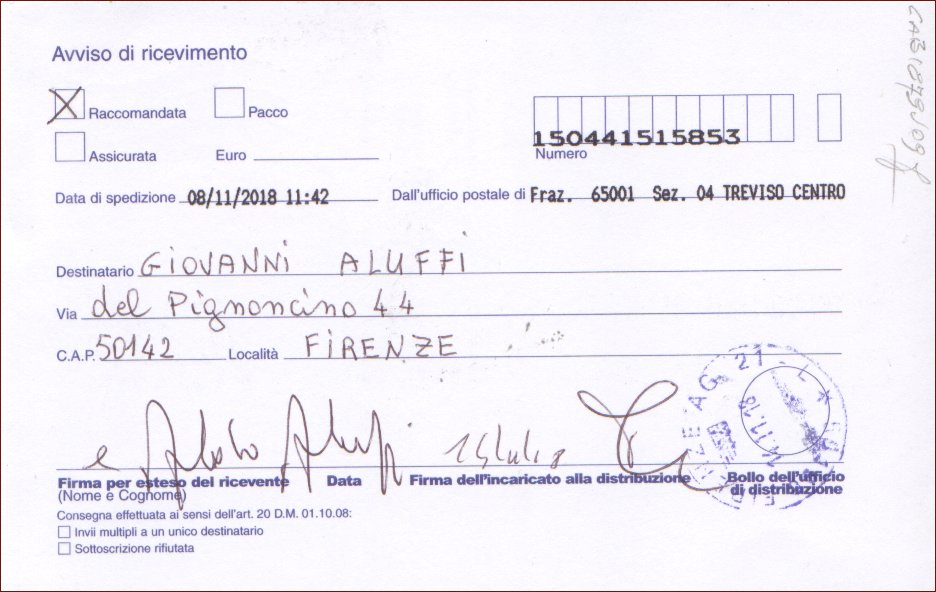 Avviso di ricevimento
Raccomandata Pacco
Assicurata Euro
150441515853
Numero
Data di spedizione 08/11/2018 11:42 Dall'ufficio postale di Fraz. 65001 Sez. 04 TREVISO CENTRO
Destinatario GIOVANNI ALUFFI
Via del Pignoncino 44
C.A.P. 50142 Località FIRENZE
AG. 21
Firma per esteso del ricevente Data Firma dell'incaricato alla distribuzione Bollo dell'ufficio
(Nome e Cognome) di distribuzione
Consegna effettuata ai sensi dell'art. 20 D.M. 01.10.08:
Invii multipli a un unico destinatario
Sottoscrizione rifiutata